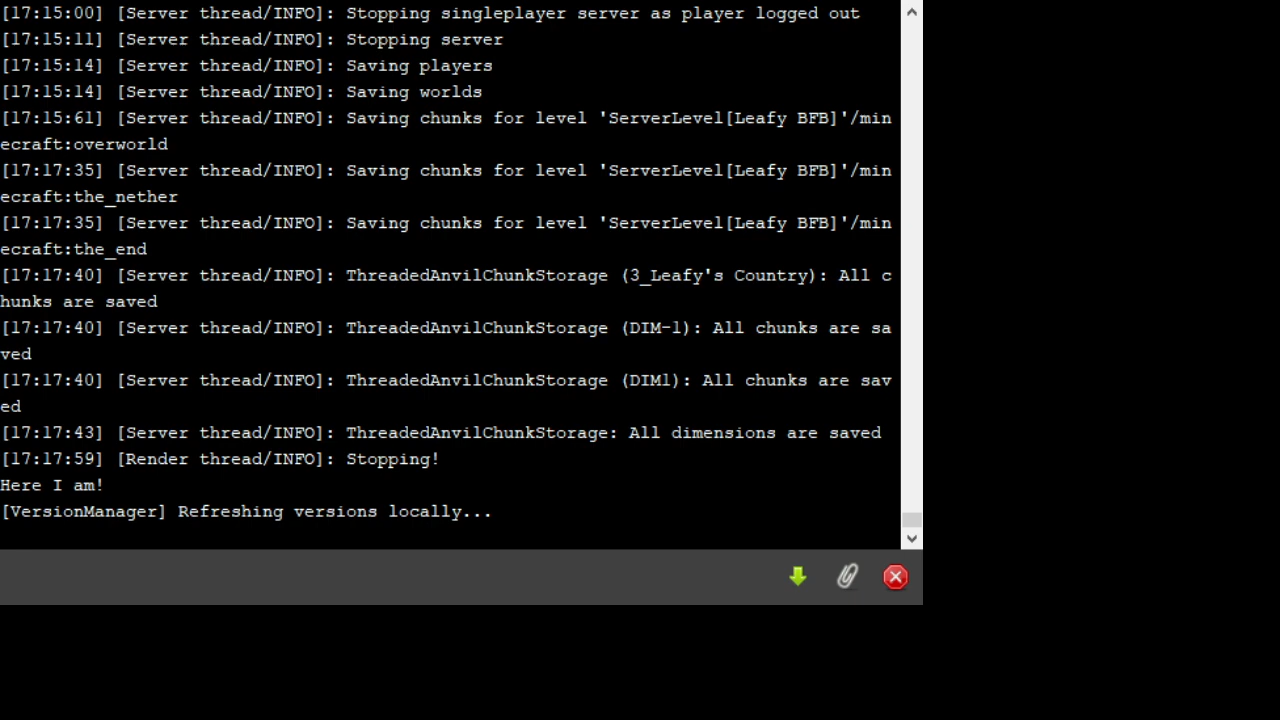 [17:15:00] [Server thread/INFO]: Stopping singleplayer server as player logged out
[17:15:11] [Server thread/INFO]: Stopping server
[17:15:14] [Server thread/INFO]: Saving players
[17:15:14] [Server thread/INFO]: Saving worlds
[17:15:61] [Server thread/INFO]: Saving chunks for level 'ServerLevel[Leafy BFB]'/min
ecraft:overworld
[17:17:35] [Server thread/INFO]: Saving chunks for level 'ServerLevel[Leafy BFB]'/min
ecraft:the_nether
[17:17:35] [Server thread/INFO]: Saving chunks for level 'ServerLevel[Leafy BFB]'/min
ecraft:the_end
[17:17:40] [Server thread/INFO]: ThreadedAnvilChunkStorage (3_Leafy's Country): All c
hunks are saved
[17:17:40] [Server thread/INFO]: ThreadedAnvilChunkStorage (DIM-1): All chunks are sa
ved
[17:17:40] [Server thread/INFO]: ThreadedAnvilChunkStorage (DIM1): All chunks are sav
ed
[17:17:43] [Server thread/INFO]: ThreadedAnvilChunkStorage: All dimensions are saved
[17:17:59] [Render thread/INFO]: Stopping!
Here I am!
[VersionManager] Refreshing versions locally...